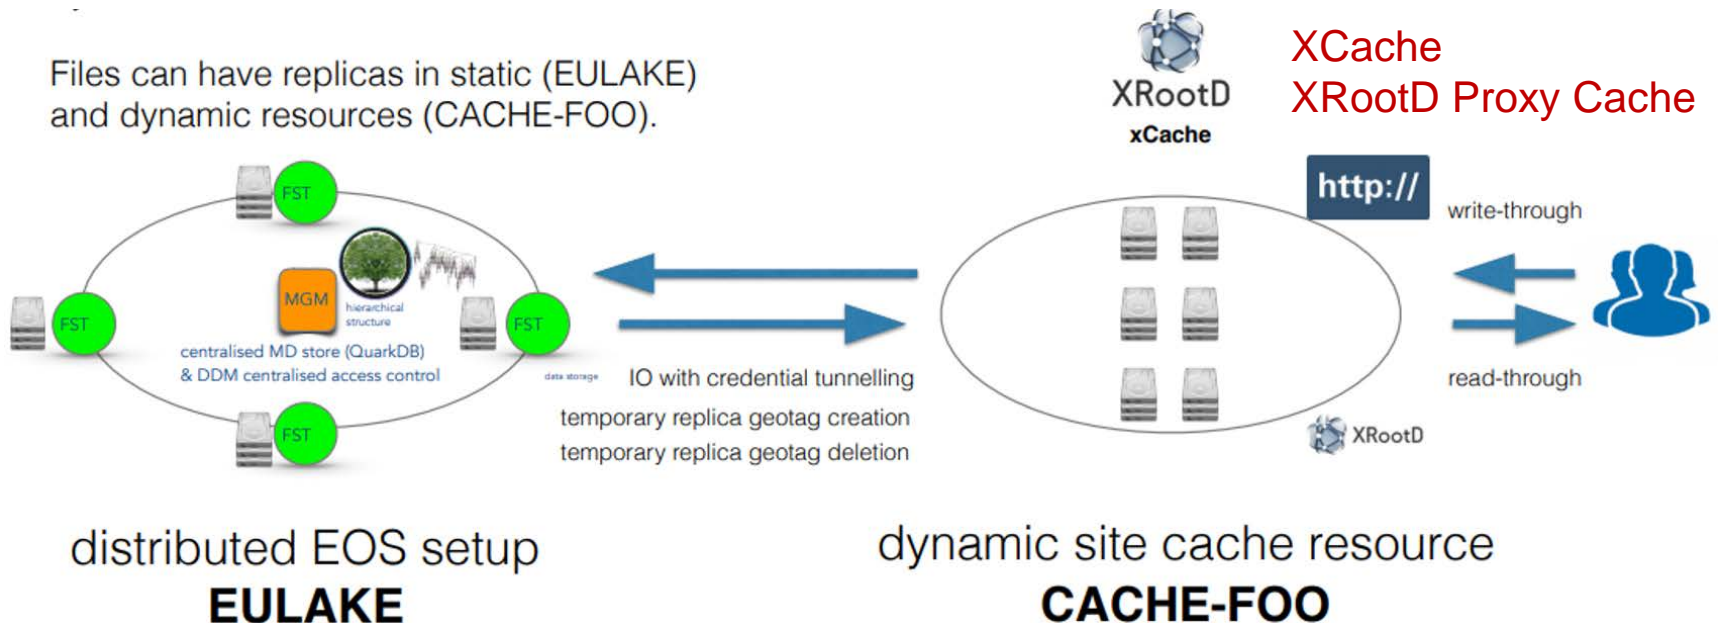 Files can have replicas in static (EULAKE)
and dynamic resources (CACHE-FOO).
XRootD
xCache
XCache
XRootD Proxy Cache
http://
write-through
read-through
XRootD
FST
FST
MGM
hierarchical
structure
FST
centralised MD store (QuarkDB)
& DDM centralised access control
data storage
FST
IO with credential tunnelling
temporary replica geotag creation
temporary replica geotag deletion
distributed EOS setup
EULAKE
dynamic site cache resource
CACHE-FOO